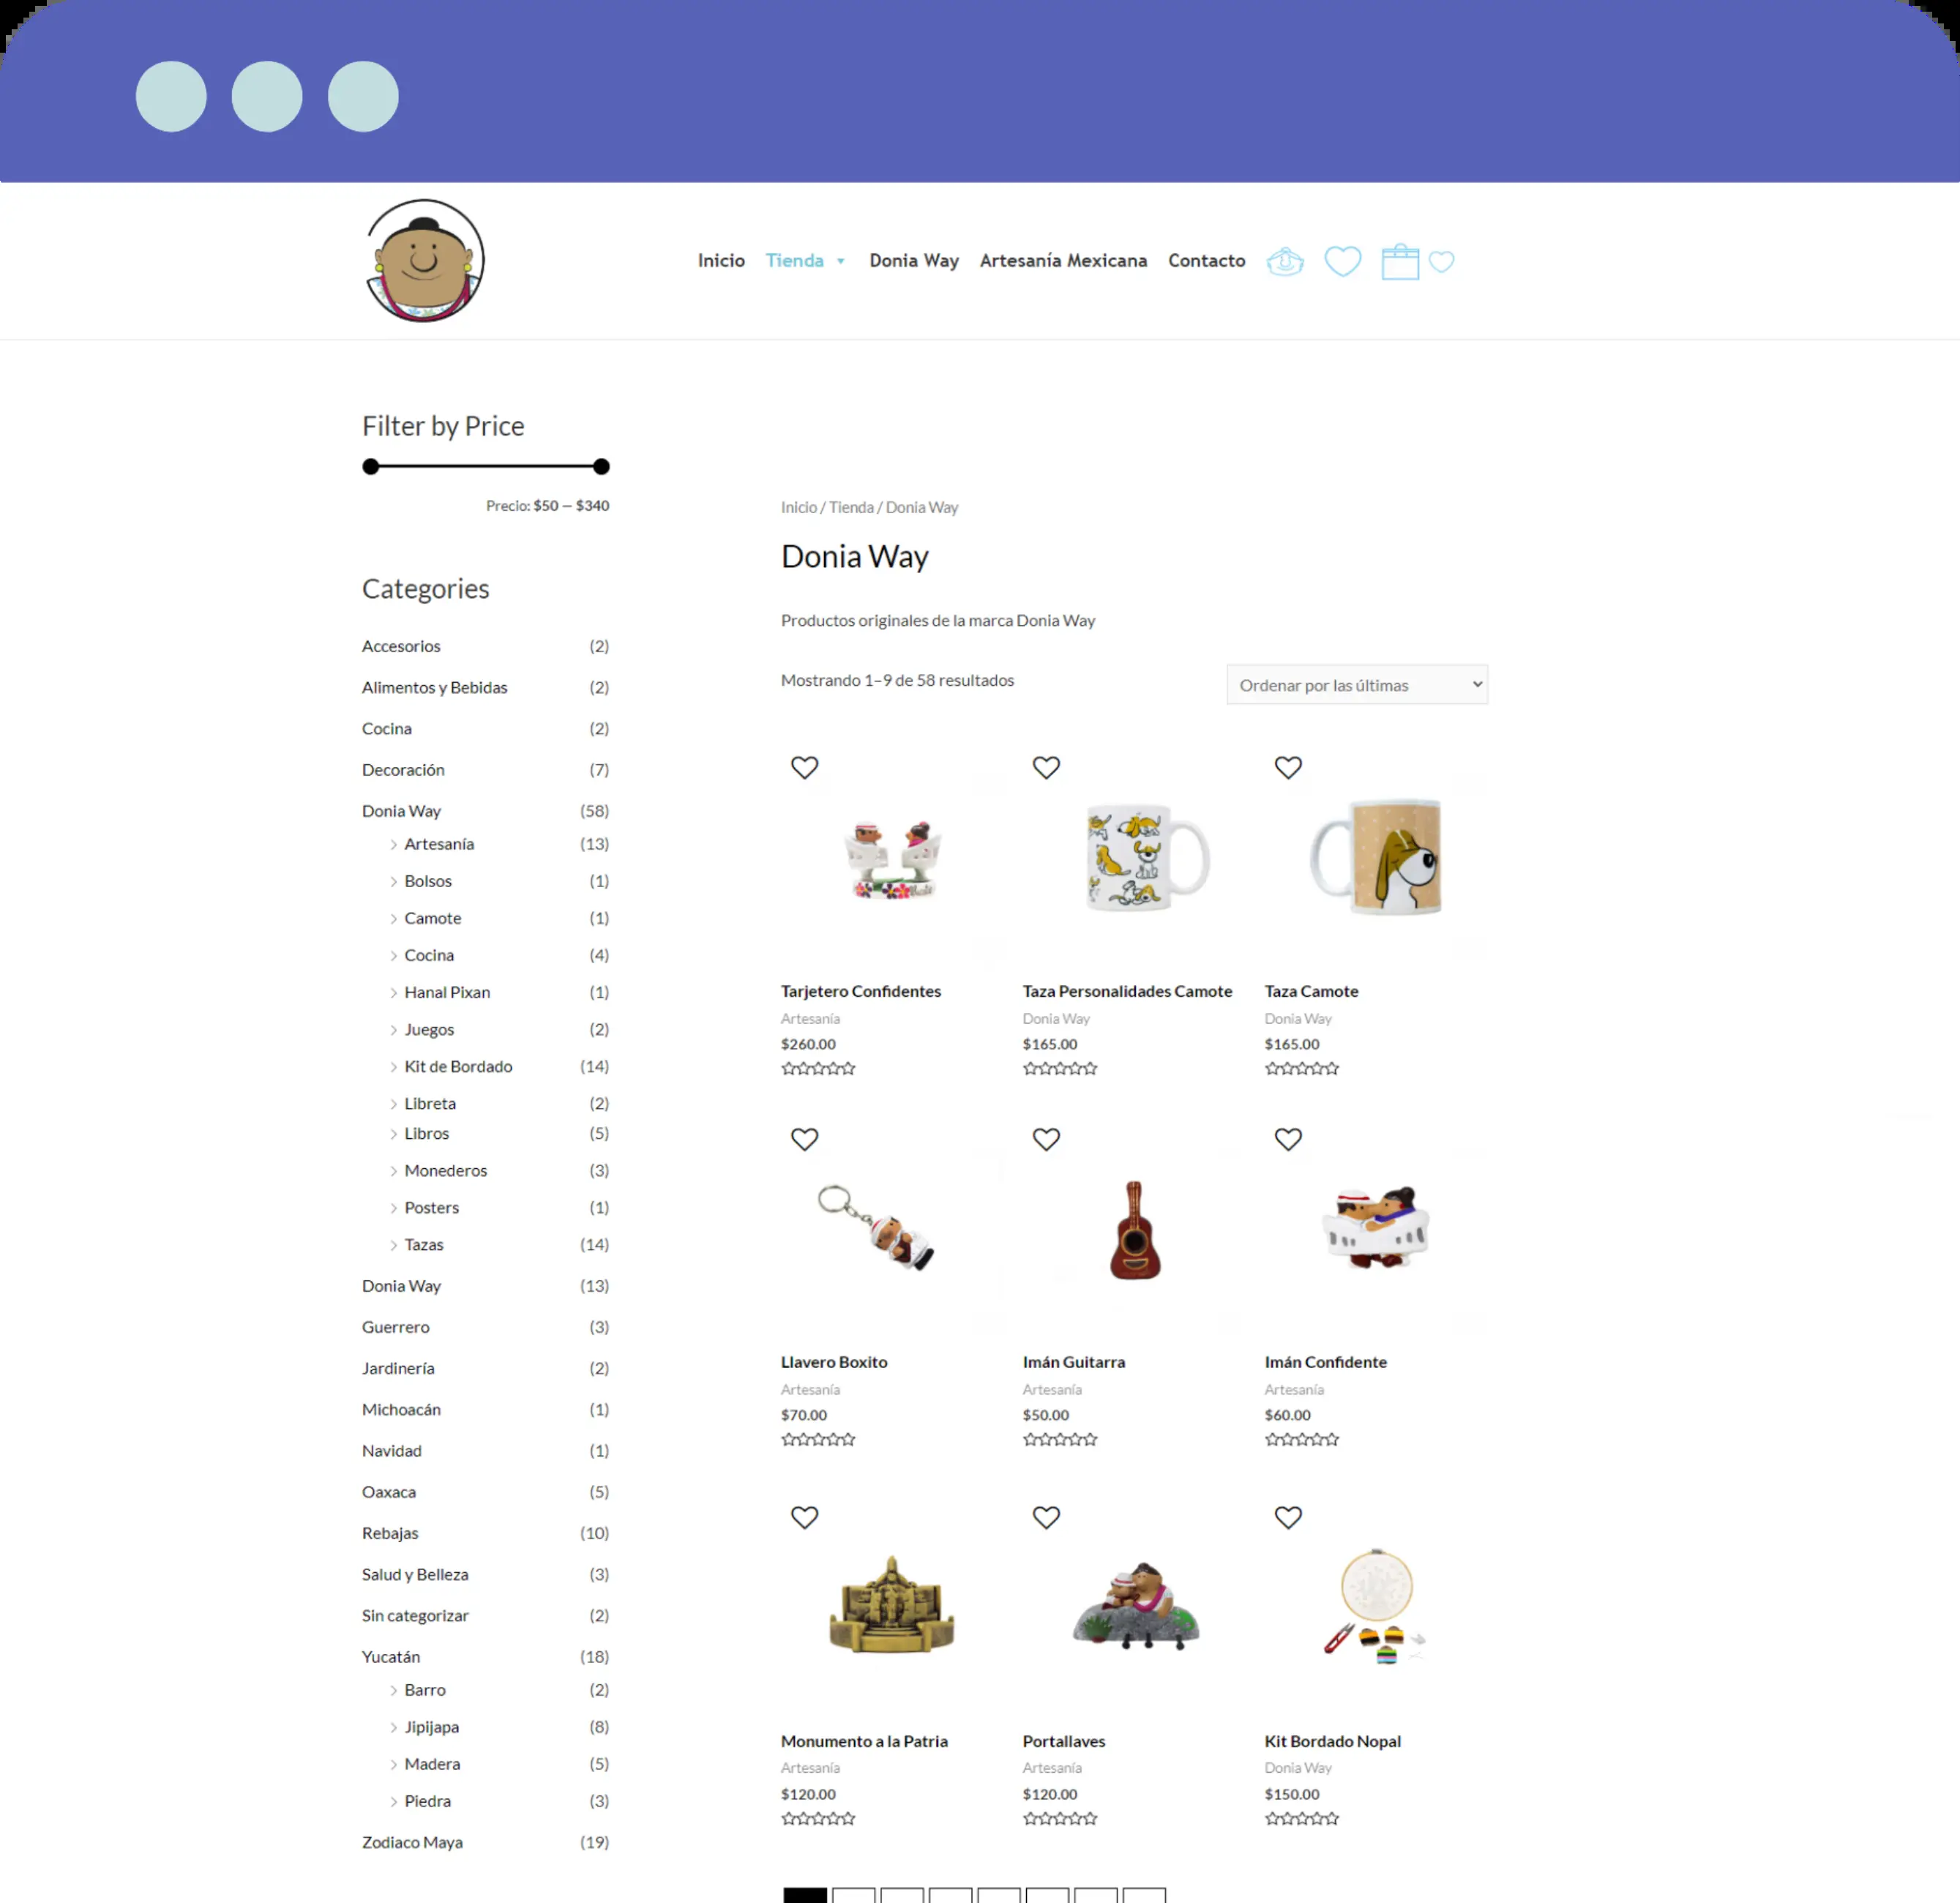 Inicio Tienda Donia Way Artesanía Mexicana Contacto
Filter by Price
Precio: $50 — $340
Categories
Accesorios (2)
Alimentos y Bebidas (2)
Cocina (2)
Decoración (7)
Donia Way (58)
Artesanía (13)
Bolsos (1)
Camote (1)
Cocina (4)
Hanal Pixan (1)
Juegos (2)
Kit de Bordado (14)
Libreta (2)
Libros (5)
Monederos (3)
Posters (1)
Tazas (14)
Donia Way (13)
Guerrero (3)
Jardinería (2)
Michoacán (1)
Navidad (1)
Oaxaca (5)
Rebajas (10)
Salud y Belleza (3)
Sin categorizar (2)
Yucatán (18)
Barro (2)
Jipijapa (8)
Madera (5)
Piedra (3)
Zodiaco Maya (19)
Inicio / Tienda / Donia Way
Donia Way
Productos originales de la marca Donia Way
Mostrando 1–9 de 58 resultados
Ordenar por las últimas
Tarjetero Confidentes
Artesanía
$260.00
Taza Personalidades Camote
Donia Way
$165.00
Taza Camote
Donia Way
$165.00
Llavero Boxito
Artesanía
$70.00
Imán Guitarra
Artesanía
$50.00
Imán Confidente
Artesanía
$60.00
Monumento a la Patria
Artesanía
$120.00
Portallaves
Artesanía
$120.00
Kit Bordado Nopal
Donia Way
$150.00